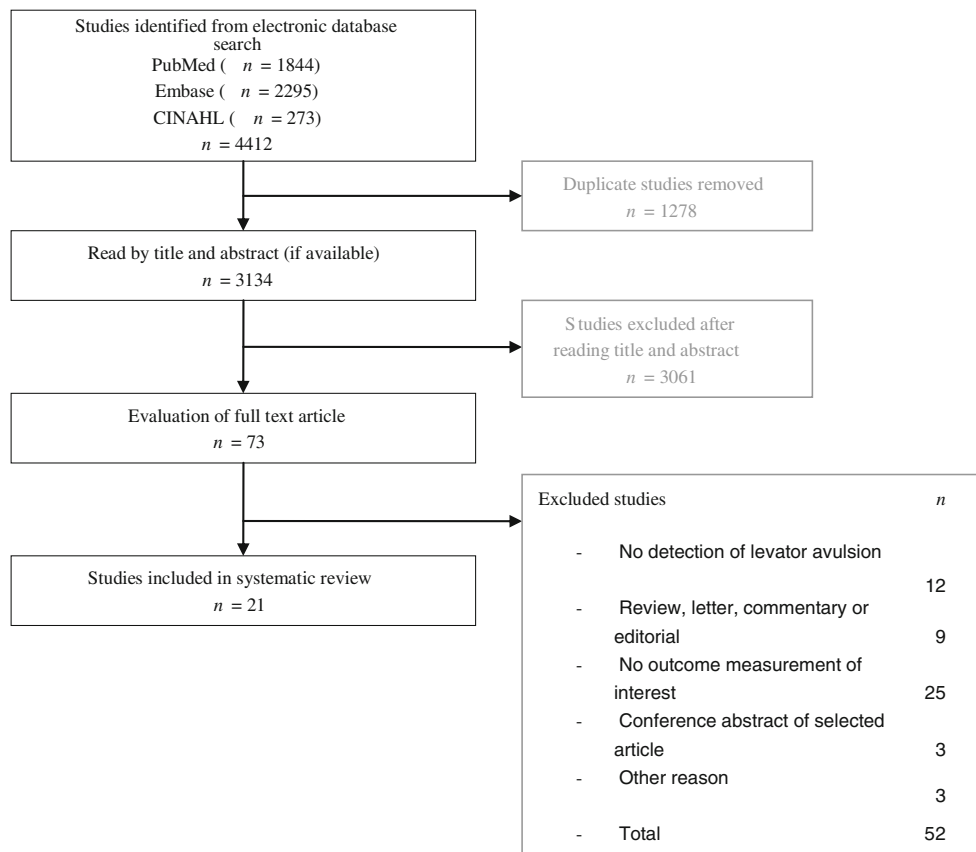 Studies identified from electronic database
search
PubMed ( n = 1844)
Embase ( n = 2295)
CINAHL ( n = 273)
n = 4412
Duplicate studies removed
n = 1278
Read by title and abstract (if available)
n = 3134
Studies excluded after
reading title and abstract
n = 3061
Evaluation of full text article
n = 73
Excluded studies n
- No detection of levator avulsion
12
- Review, letter, commentary or
editorial 9
- No outcome measurement of
interest 25
- Conference abstract of selected
article 3
- Other reason
3
- Total 52
Studies included in systematic review
n = 21